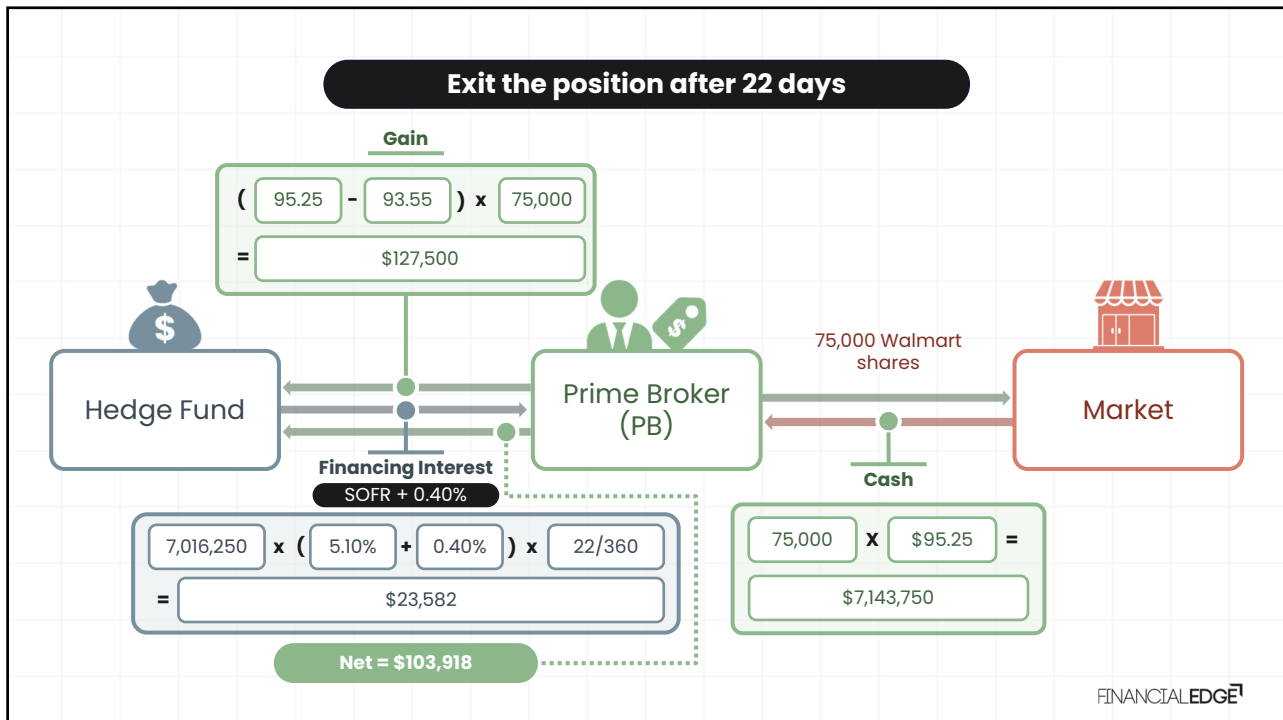 Exit the position after 22 days
Gain
( 95.25 - 93.55 ) x 75,000
= $127,500
$
$
75,000 Walmart
shares
Hedge Fund
Prime Broker
(PB)
Market
Financing Interest
SOFR + 0.40%
7,016,250 x ( 5.10% + 0.40% ) x 22/360
= $23,582
Net = $103,918
Cash
75,000 X $95.25 =
$7,143,750
FINANCIALEDGE